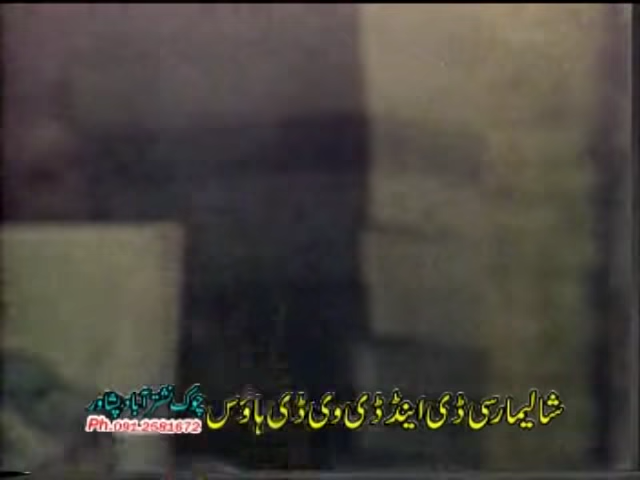 شالیمار سی ڈی اینڈ ڈی وی ڈی ہاؤس
چوک نشتر آباد پشاور
Ph.091-2581672